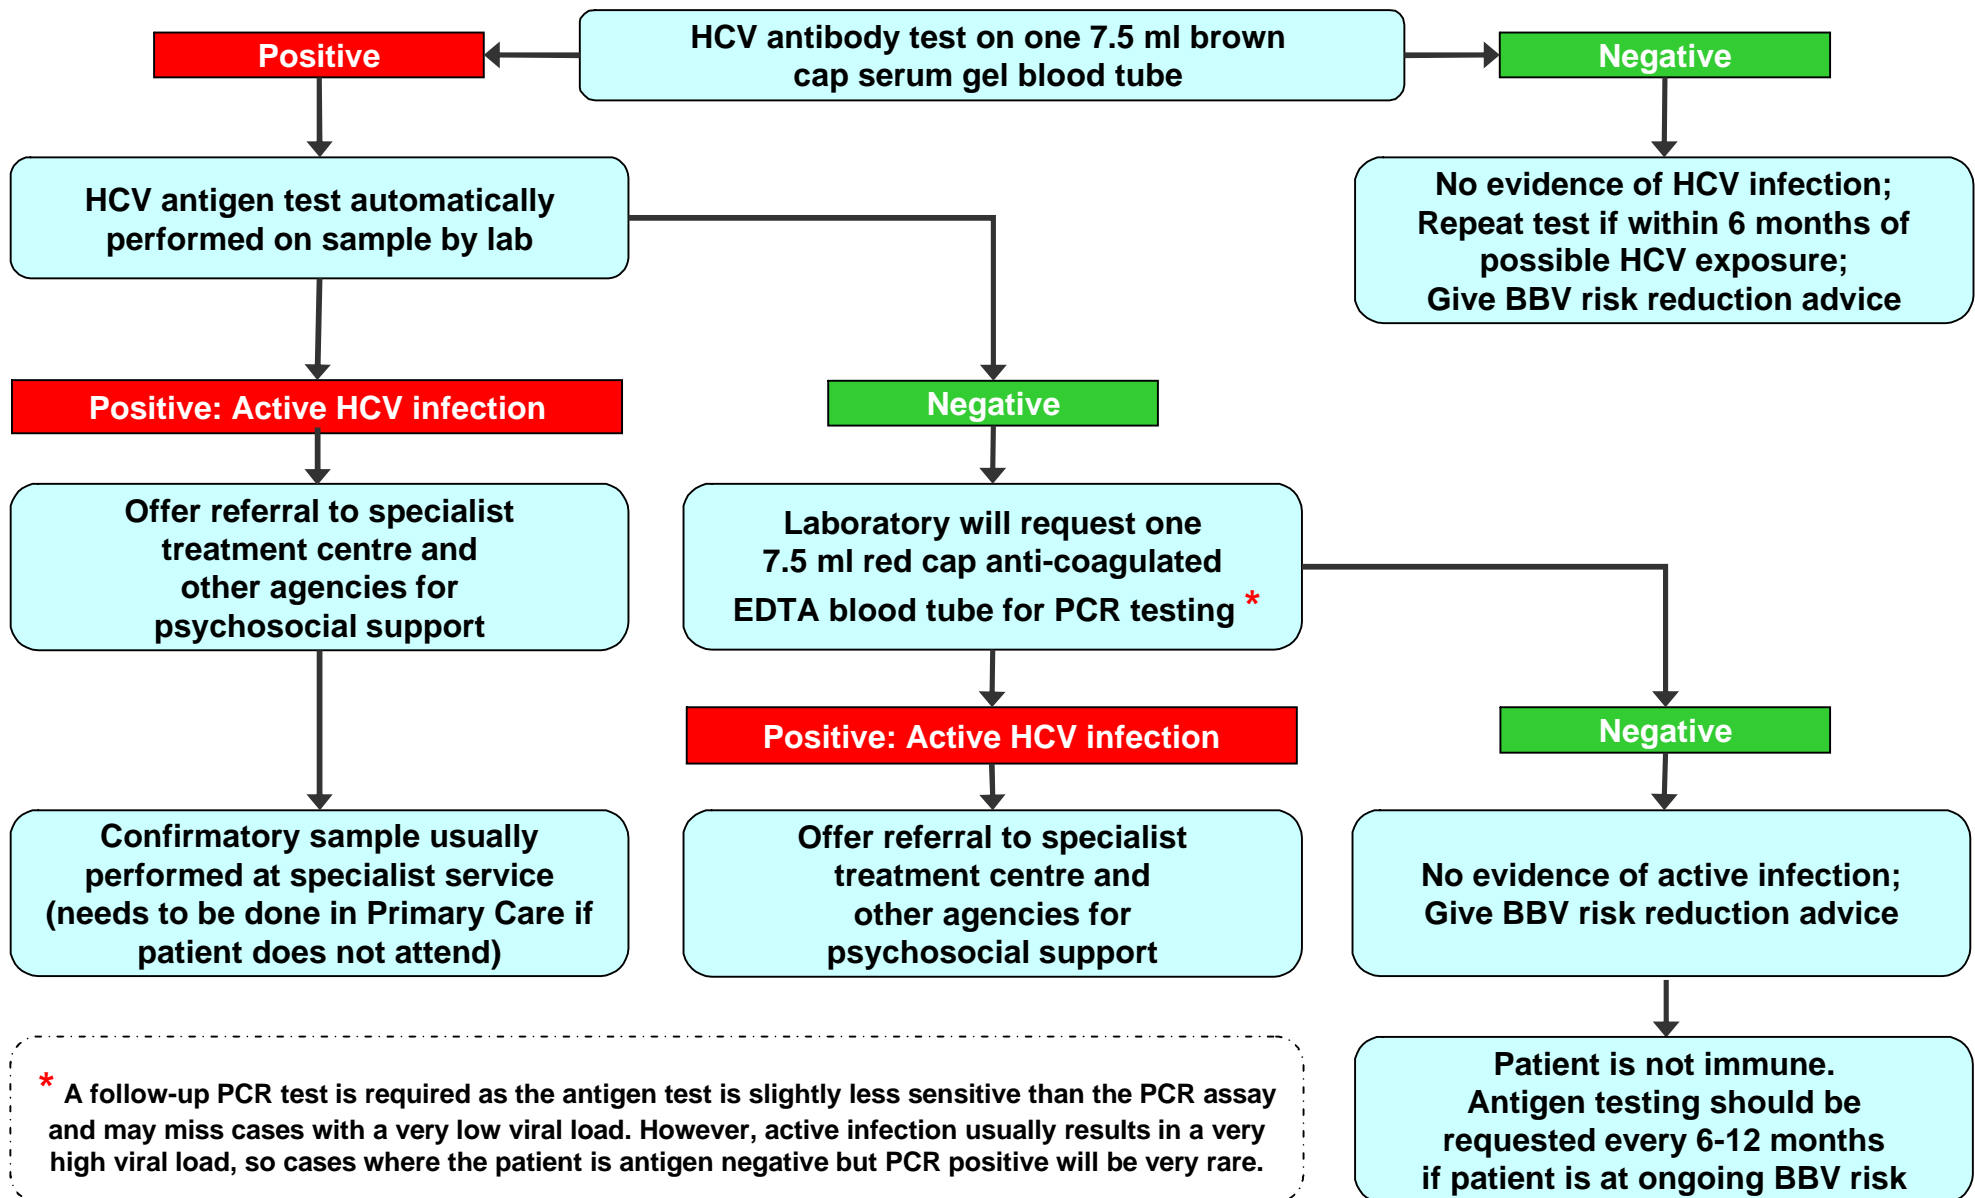 HCV antibody test on one 7.5 ml brown
cap serum gel blood tube
Positive
Negative
HCV antigen test automatically
performed on sample by lab
No evidence of HCV infection;
Repeat test if within 6 months of
possible HCV exposure;
Give BBV risk reduction advice
Positive: Active HCV infection
Negative
Offer referral to specialist
treatment centre and
other agencies for
psychosocial support
Laboratory will request one
7.5 ml red cap anti-coagulated
EDTA blood tube for PCR testing *
Positive: Active HCV infection
Negative
Confirmatory sample usually
performed at specialist service
(needs to be done in Primary Care if
patient does not attend)
Offer referral to specialist
treatment centre and
other agencies for
psychosocial support
No evidence of active infection;
Give BBV risk reduction advice
* A follow-up PCR test is required as the antigen test is slightly less sensitive than the PCR assay
and may miss cases with a very low viral load. However, active infection usually results in a very
high viral load, so cases where the patient is antigen negative but PCR positive will be very rare.
Patient is not immune.
Antigen testing should be
requested every 6-12 months
if patient is at ongoing BBV risk